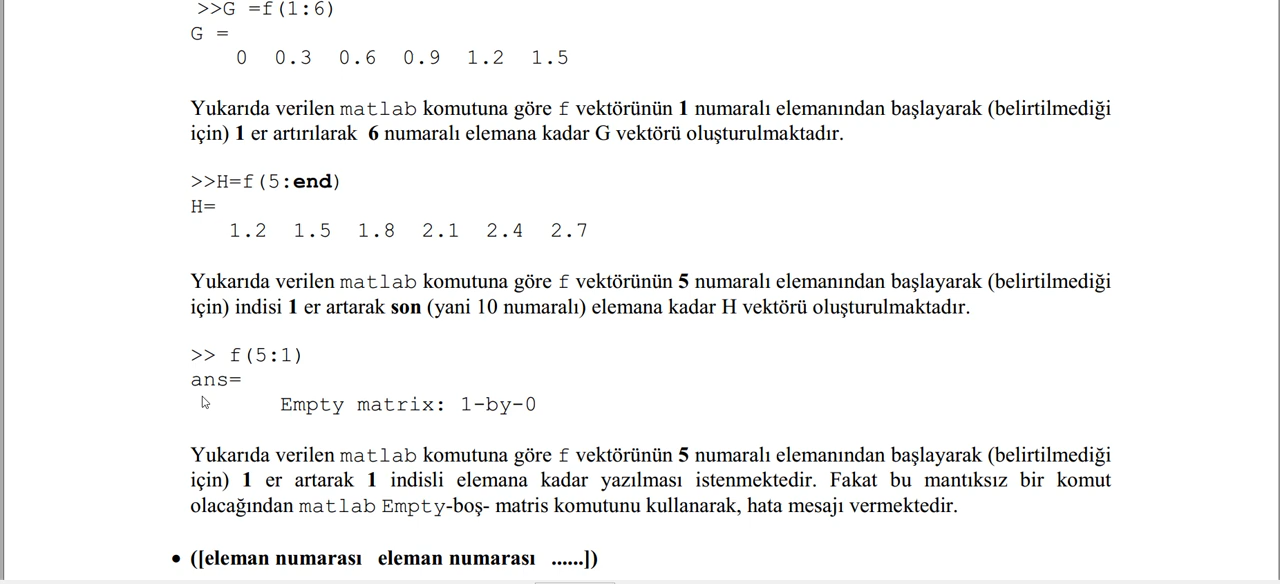 >>G =f(1:6)
G =
0 0.3 0.6 0.9 1.2 1.5
Yukarıda verilen matlab komutuna göre f vektörünün 1 numaralı elemanından başlayarak (belirtilmediği
için) 1 er artırılarak 6 numaralı elemana kadar G vektörü oluşturulmaktadır.
>>H=f(5:end)
H=
1.2 1.5 1.8 2.1 2.4 2.7
Yukarıda verilen matlab komutuna göre f vektörünün 5 numaralı elemanından başlayarak (belirtilmediği
için) indisi 1 er artarak son (yani 10 numaralı) elemana kadar H vektörü oluşturulmaktadır.
>> f(5:1)
ans=
Empty matrix: 1-by-0
Yukarıda verilen matlab komutuna göre f vektörünün 5 numaralı elemanından başlayarak (belirtilmediği
için) 1 er artarak 1 indisli elemana kadar yazılması istenmektedir. Fakat bu mantıksız bir komut
olacağından matlab Empty-boş- matris komutunu kullanarak, hata mesajı vermektedir.
• ([eleman numarası eleman numarası ......])